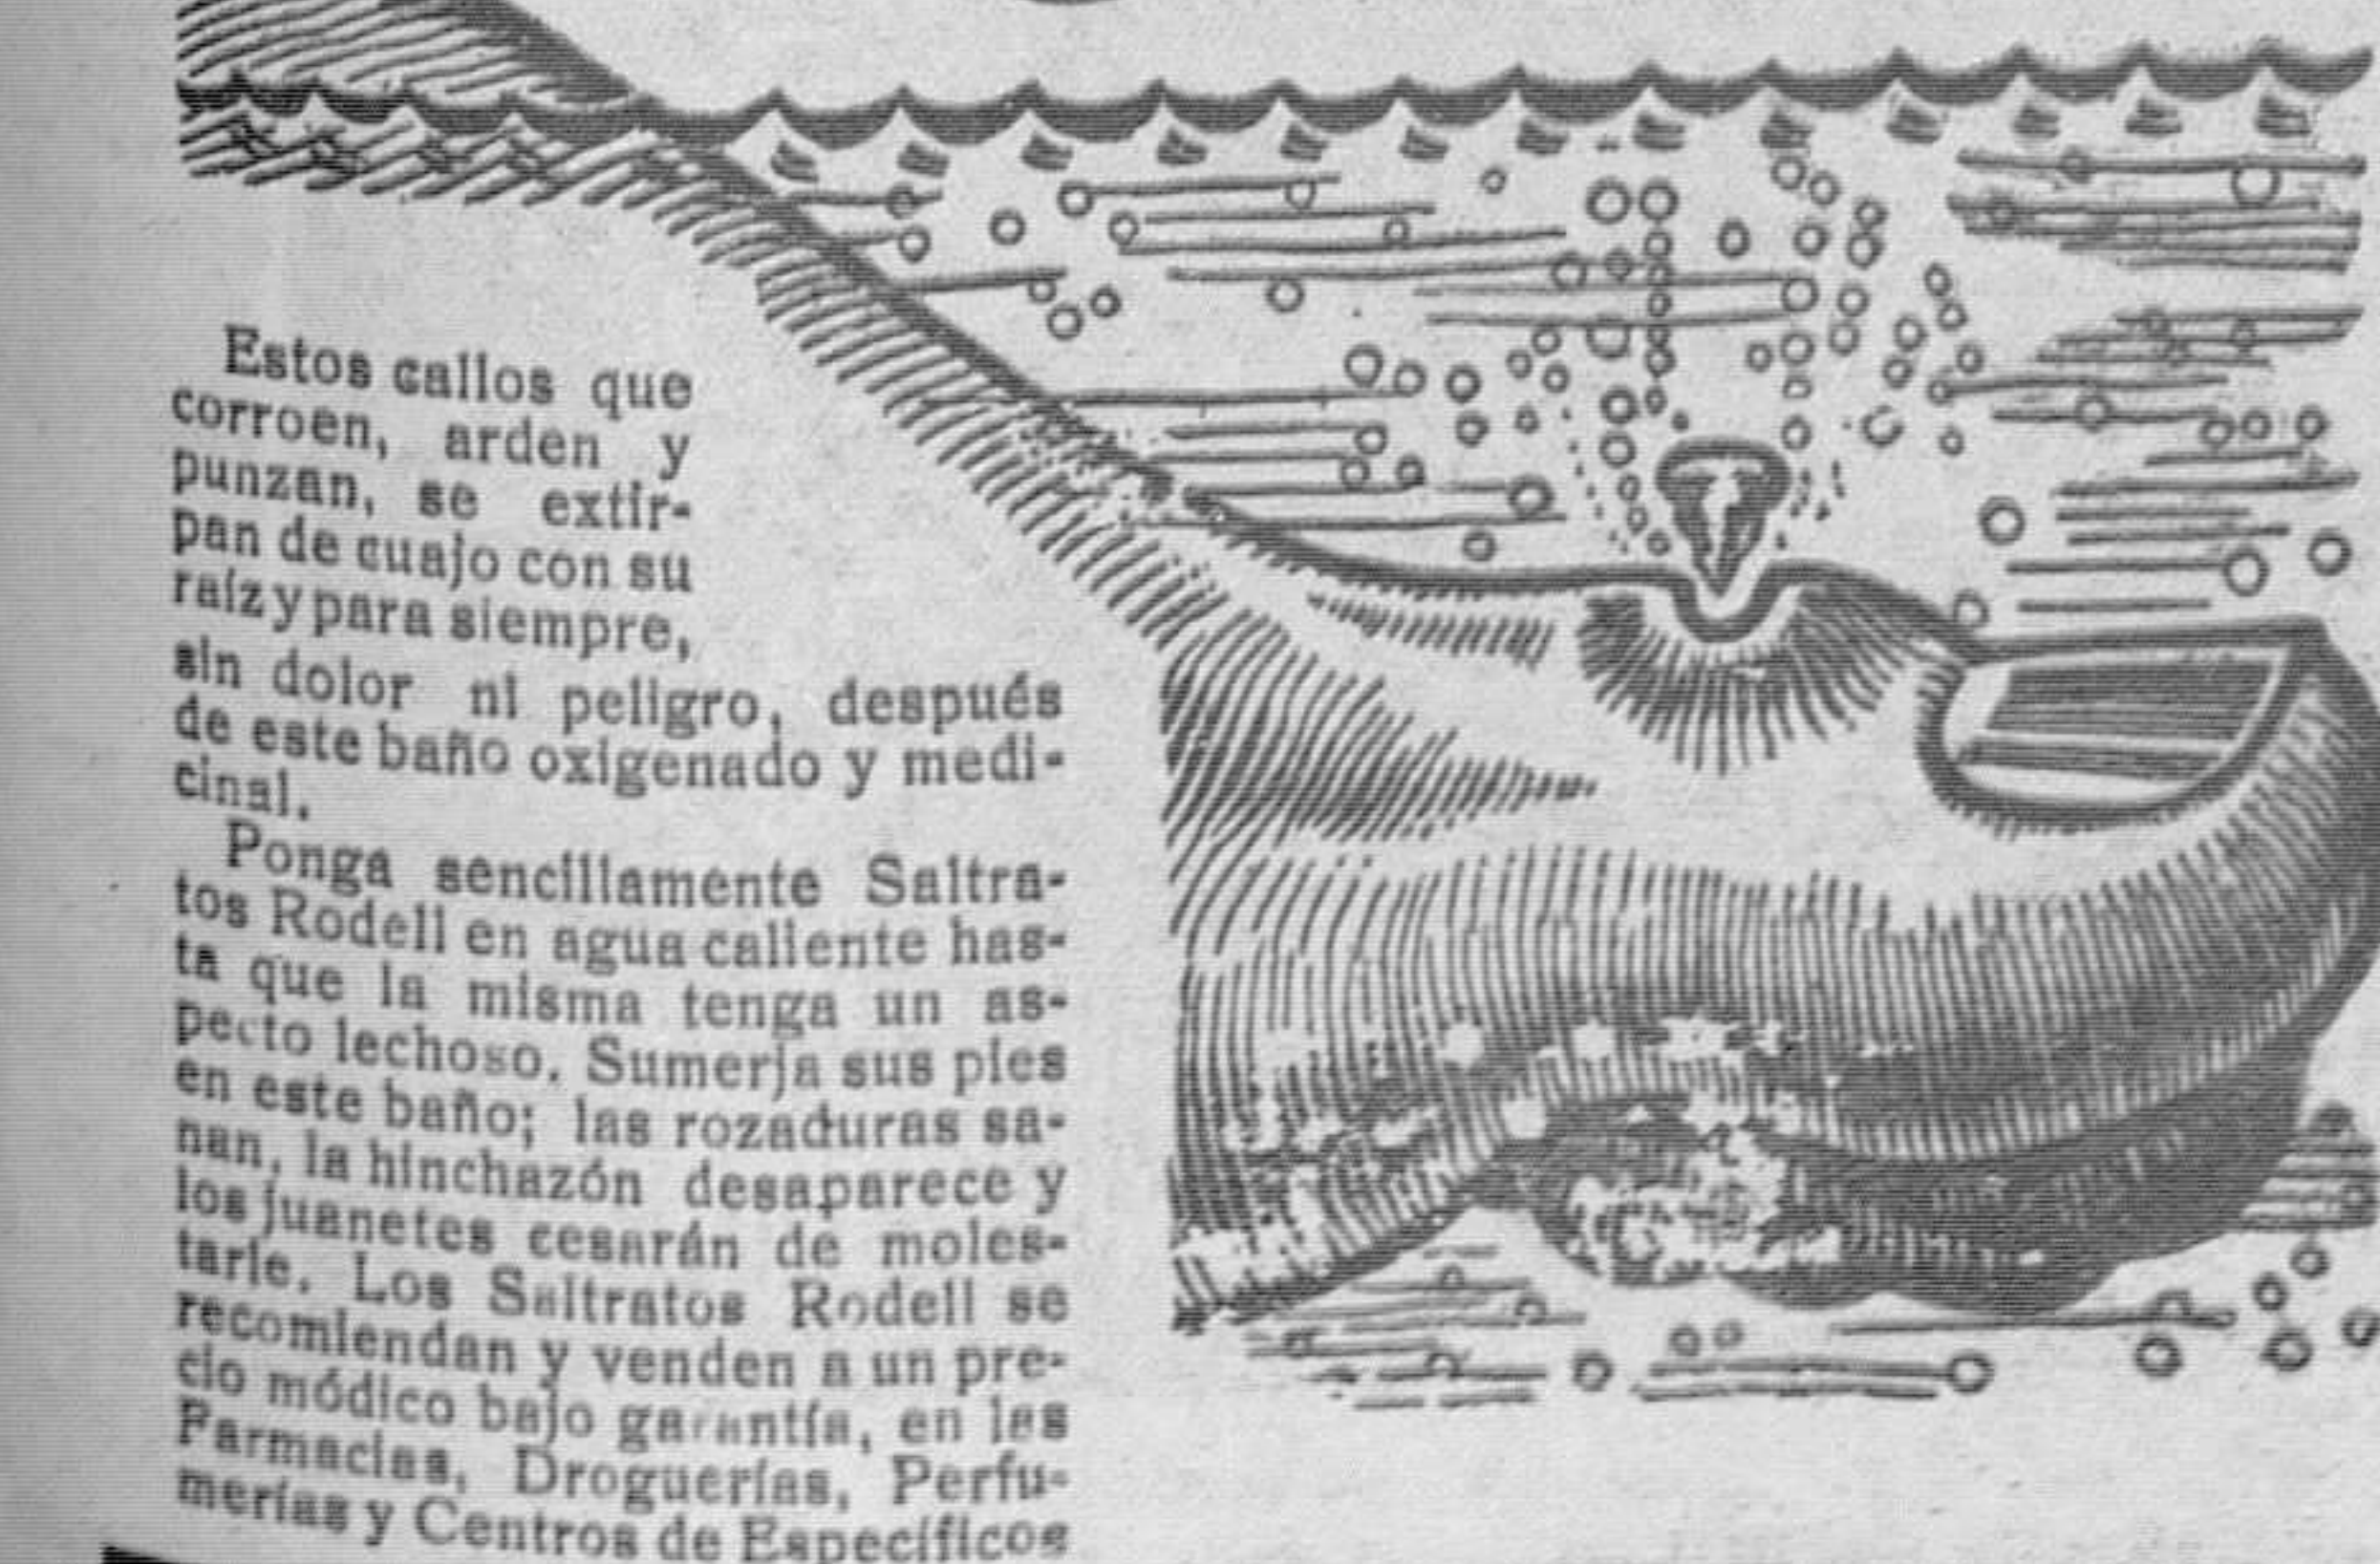 Estos callos que
corroen, arden y
punzan, se extir-
pan de cuajo con su
raíz y para siempre,
sin dolor ni peligro, después
de este baño oxigenado y medi-
cinal.
Ponga sencillamente Saltra-
tos Rodell en agua caliente has-
ta que la misma tenga un as-
pecto lechoso. Sumerja sus pies
en este baño; las rozaduras sa-
nan, la hinchazón desaparece y
los juanetes cesarán de moles-
tarle. Los Saltratos Rodell se
recomiendan y venden a un pre-
cio módico bajo garantía, en las
Farmacias, Droguerías, Perfu-
merías y Centros de Específicos